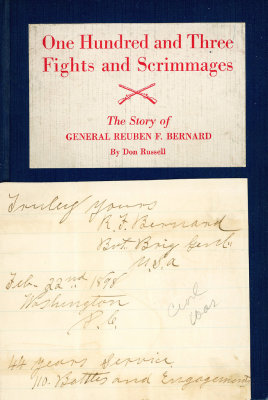 One Hundred and Three
Fights and Scrimmages
The Story of
GENERAL REUBEN F. BERNARD
By Don Russell
Truley Yours
R. F. Bernard
Bvt. Brig Genl.
U.S.A
Feb. 22nd 1898
Washington
D.C.
Civil
War
44 Years Service
110. Battles and Engagements